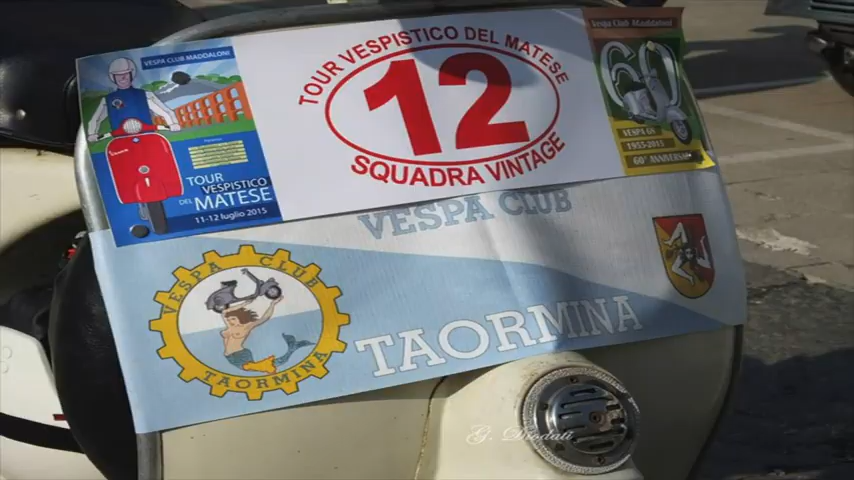 VESPA CLUB MADDALONI
TOUR
VESPISTICO
DEL MATESE
11-12 luglio 2015
TOUR VESPISTICO DEL MATESE
12
SQUADRA VINTAGE
Vespa Club Maddaloni
60
VESPA GS
1955-2015
60° ANNIVERSARIO
VESPA CLUB
TAORMINA
VESPA CLUB
TAORMINA
G. Diodati